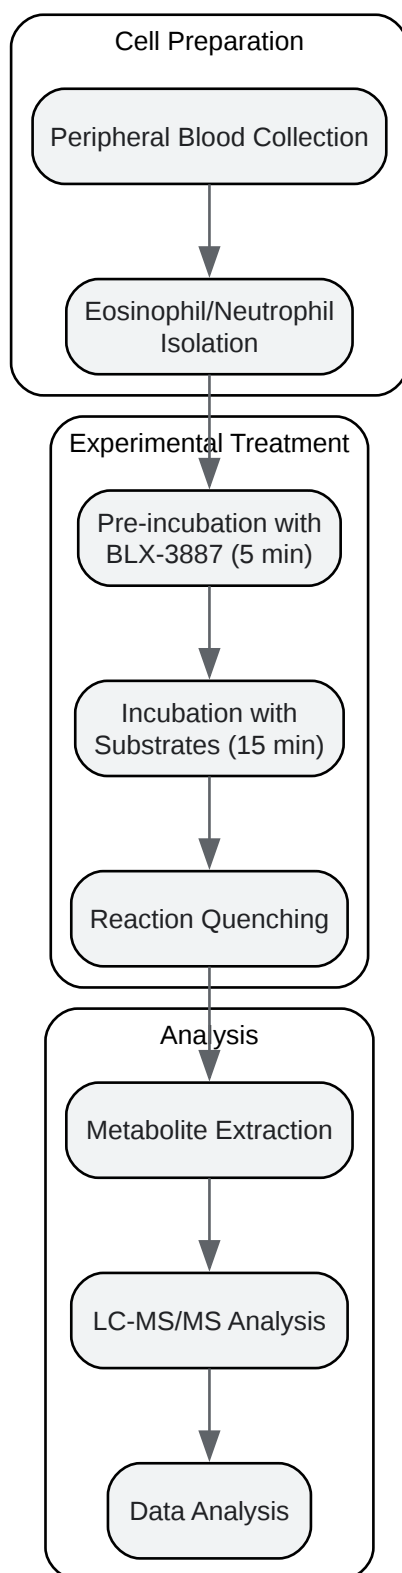 Cell Preparation
Peripheral Blood Collection
Eosinophil/Neutrophil
Isolation
Experimental Treatment
Pre-incubation with
BLX-3887 (5 min)
Incubation with
Substrates (15 min)
Reaction Quenching
Analysis
Metabolite Extraction
LC-MS/MS Analysis
Data Analysis